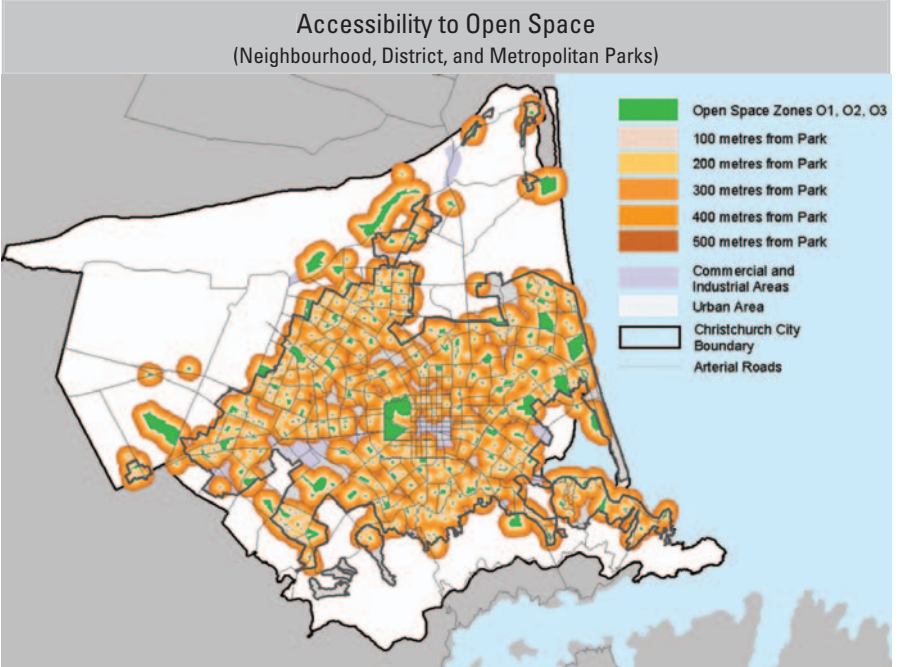 Accessibility to Open Space
(Neighbourhood, District, and Metropolitan Parks)
Open Space Zones O1, O2, O3
100 metres from Park
200 metres from Park
300 metres from Park
400 metres from Park
500 metres from Park
Commercial and
Industrial Areas
Urban Area
Christchurch City
Boundary
Arterial Roads